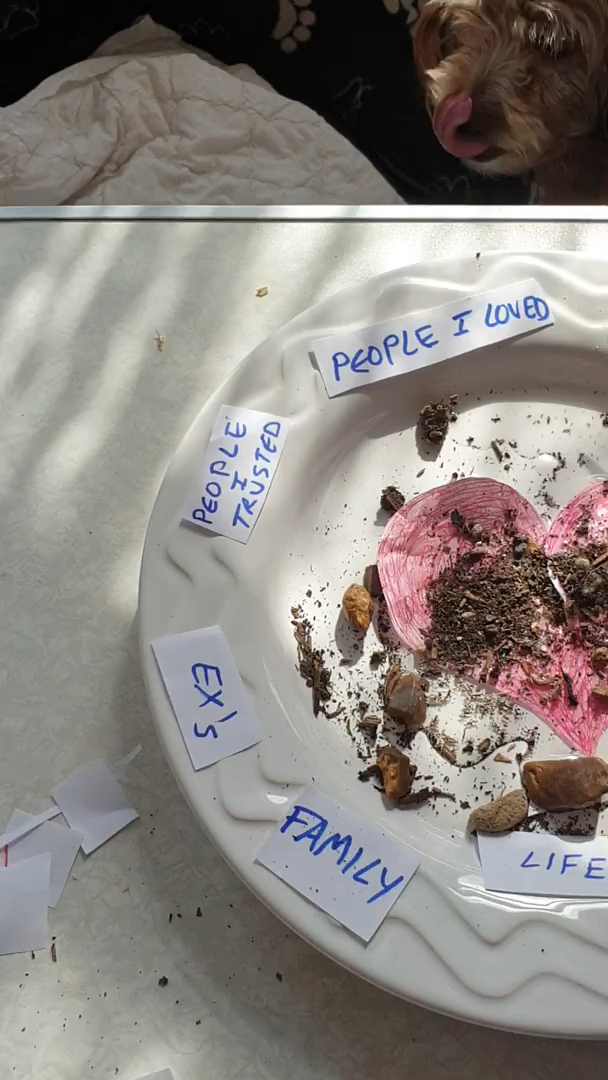 PEOPLE I LOVED
PEOPLE
I
TRUSTED
EX'S
FAMILY
LIFE